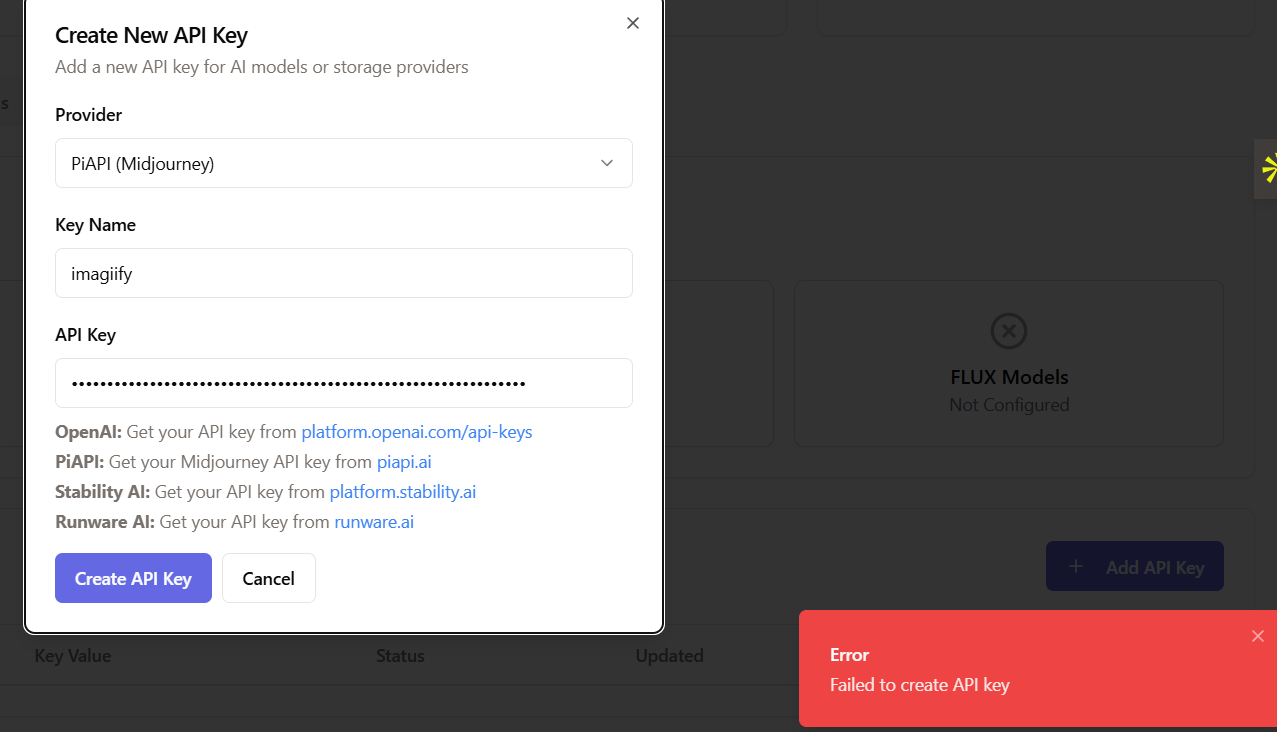 Create New API Key
Add a new API key for AI models or storage providers
s
Provider
PiAPI (Midjourney)
Key Name
imagiify
API Key
••••••••••••••••••••••••••••••••••••••••••••••••••••••••••••••••
OpenAI: Get your API key from platform.openai.com/api-keys
PiAPI: Get your Midjourney API key from piapi.ai
Stability AI: Get your API key from platform.stability.ai
Runware AI: Get your API key from runware.ai
Create API Key
Cancel
FLUX Models
Not Configured
+ Add API Key
Key Value
Status
Updated
Error
Failed to create API key